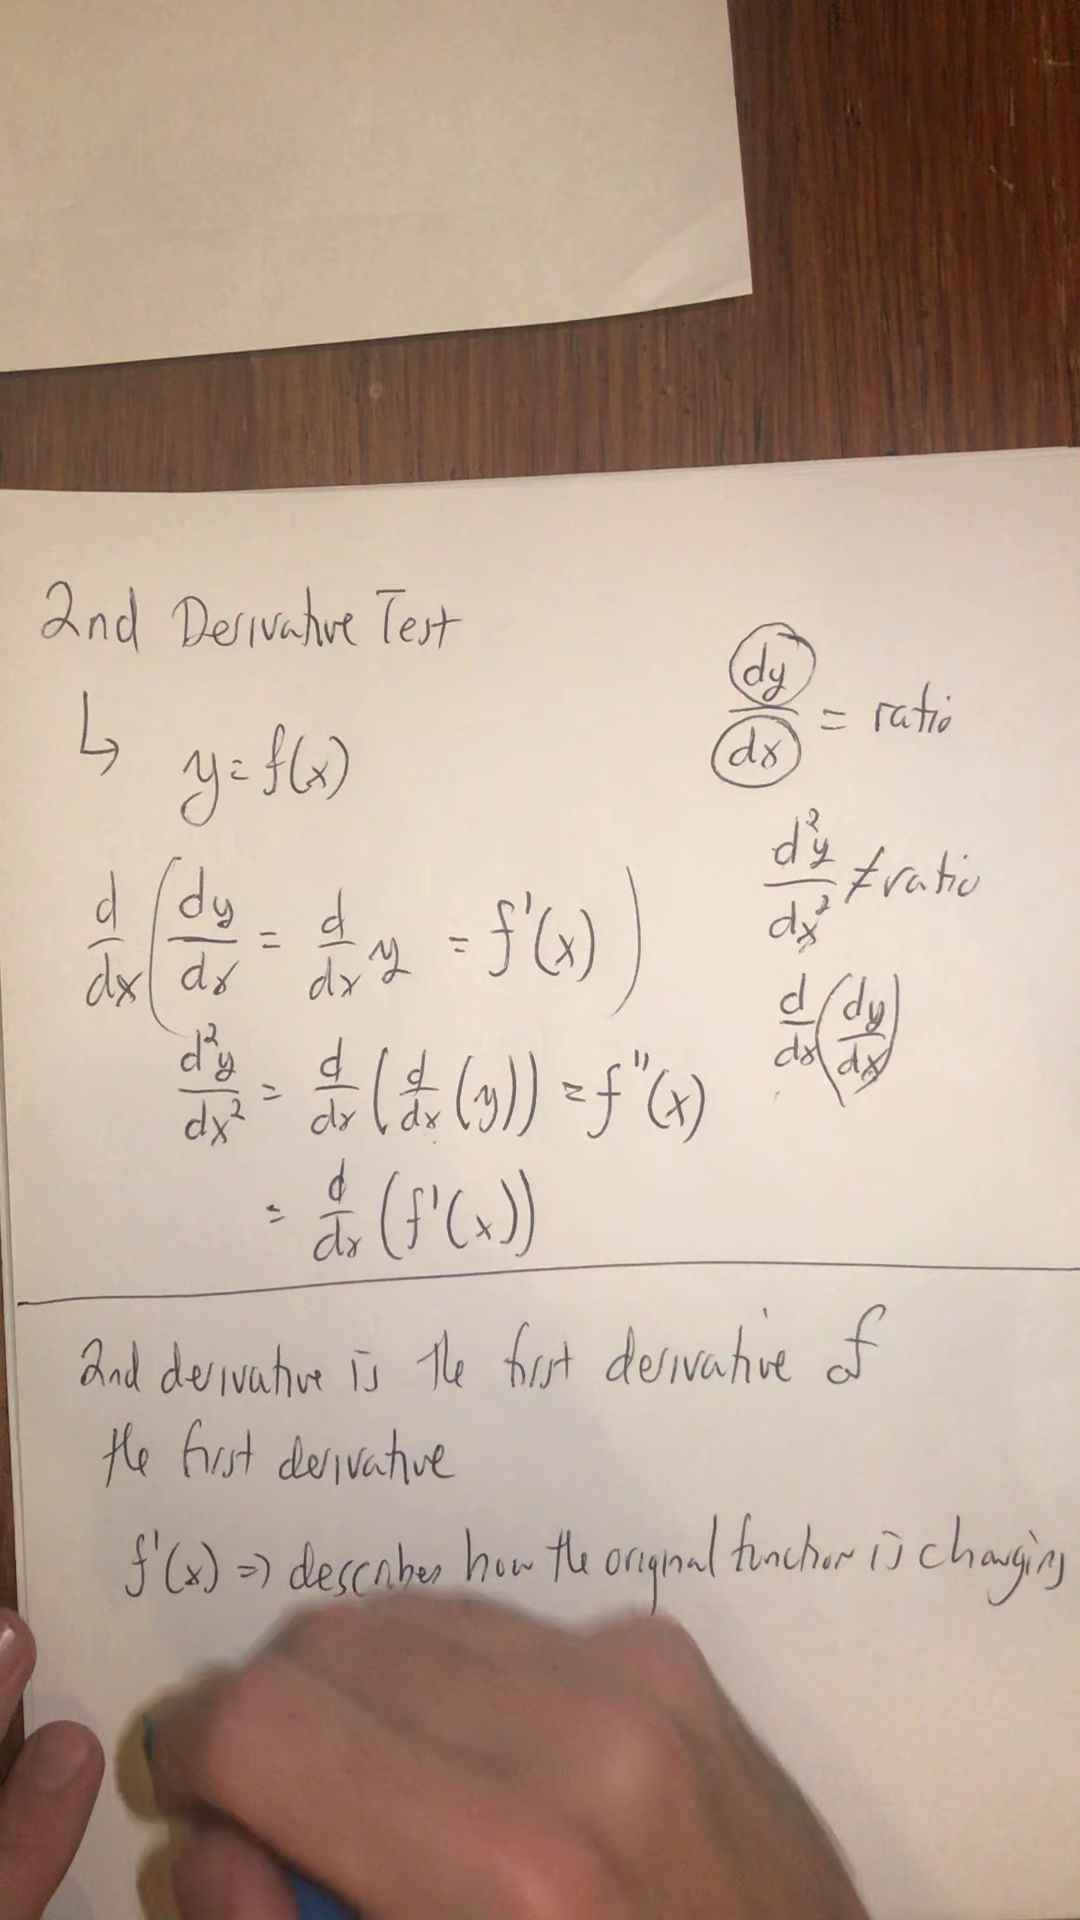 2nd Derivative Test
↳ y = f(x)
d/dx (dy/dx = d/dx y = f'(x))
d²y/dx² = d/dx (d/dx (y)) = f''(x)
= d/dx (f'(x))
dy/dx = ratio
d²y/dx² ≠ ratio
d/dx (dy/dx)
2nd derivative is the first derivative of
the first derivative
f'(x) => describes how the original function is changing